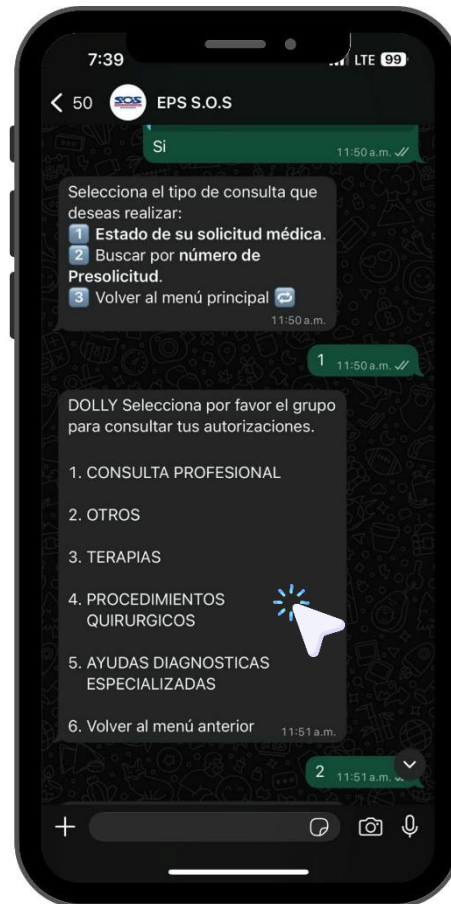 7:39
LTE 99
50 SOS EPS S.O.S
Si
11:50 a.m.
Selecciona el tipo de consulta que
deseas realizar:
1 Estado de su solicitud médica.
2 Buscar por número de
Presolicitud.
3 Volver al menú principal
11:50 a.m.
1 11:50 a.m.
DOLLY Selecciona por favor el grupo
para consultar tus autorizaciones.
1. CONSULTA PROFESIONAL
2. OTROS
3. TERAPIAS
4. PROCEDIMIENTOS
QUIRURGICOS
5. AYUDAS DIAGNOSTICAS
ESPECIALIZADAS
6. Volver al menú anterior 11:51 a.m.
2 11:51 a.m.